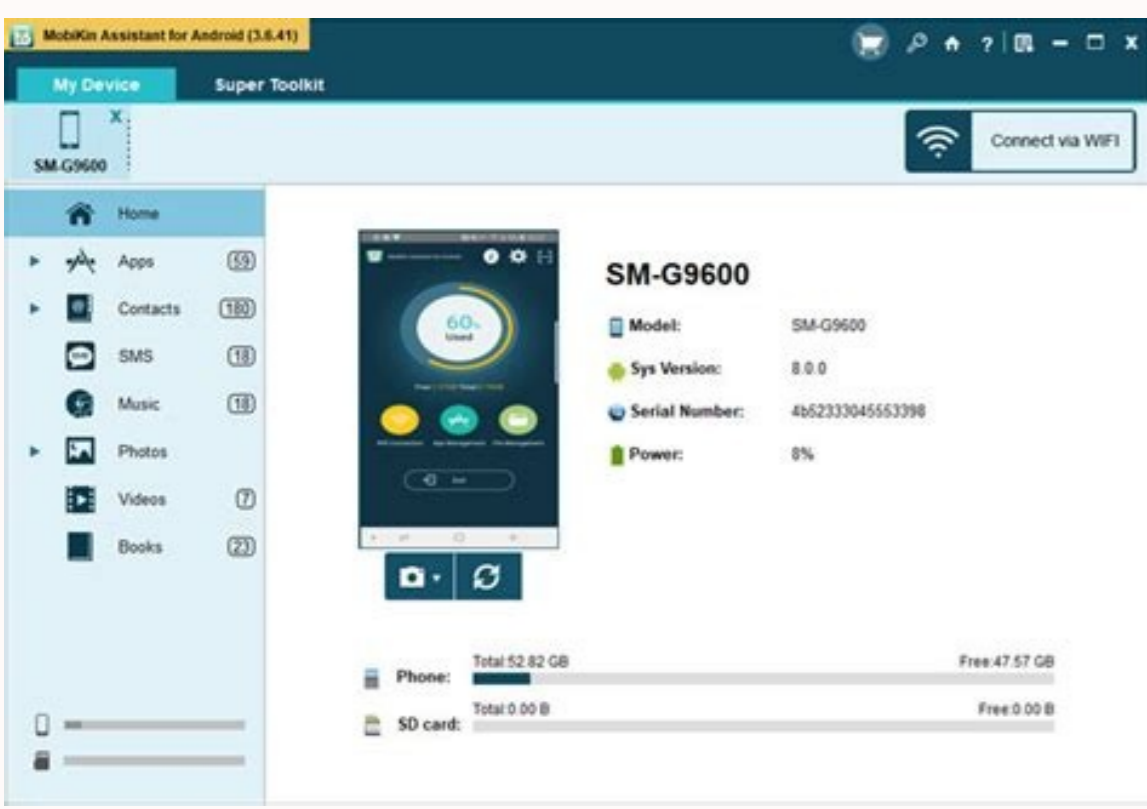 MobiKin Assistant for Android (3.6.41)
?
x
My Device
Super Toolkit
X
SM-G9600
Connect via WIFI
Home
Apps
59
Contacts
180
SMS
18
Music
18
Photos
Videos
7
Books
23
60%
Used
SM-G9600
Model:
SM-G9600
Sys Version:
8.0.0
Serial Number:
4b52333045553398
Power:
8%
Phone:
Total:52.82 GB
Free:47.57 GB
SD card:
Total:0.00 B
Free:0.00 B